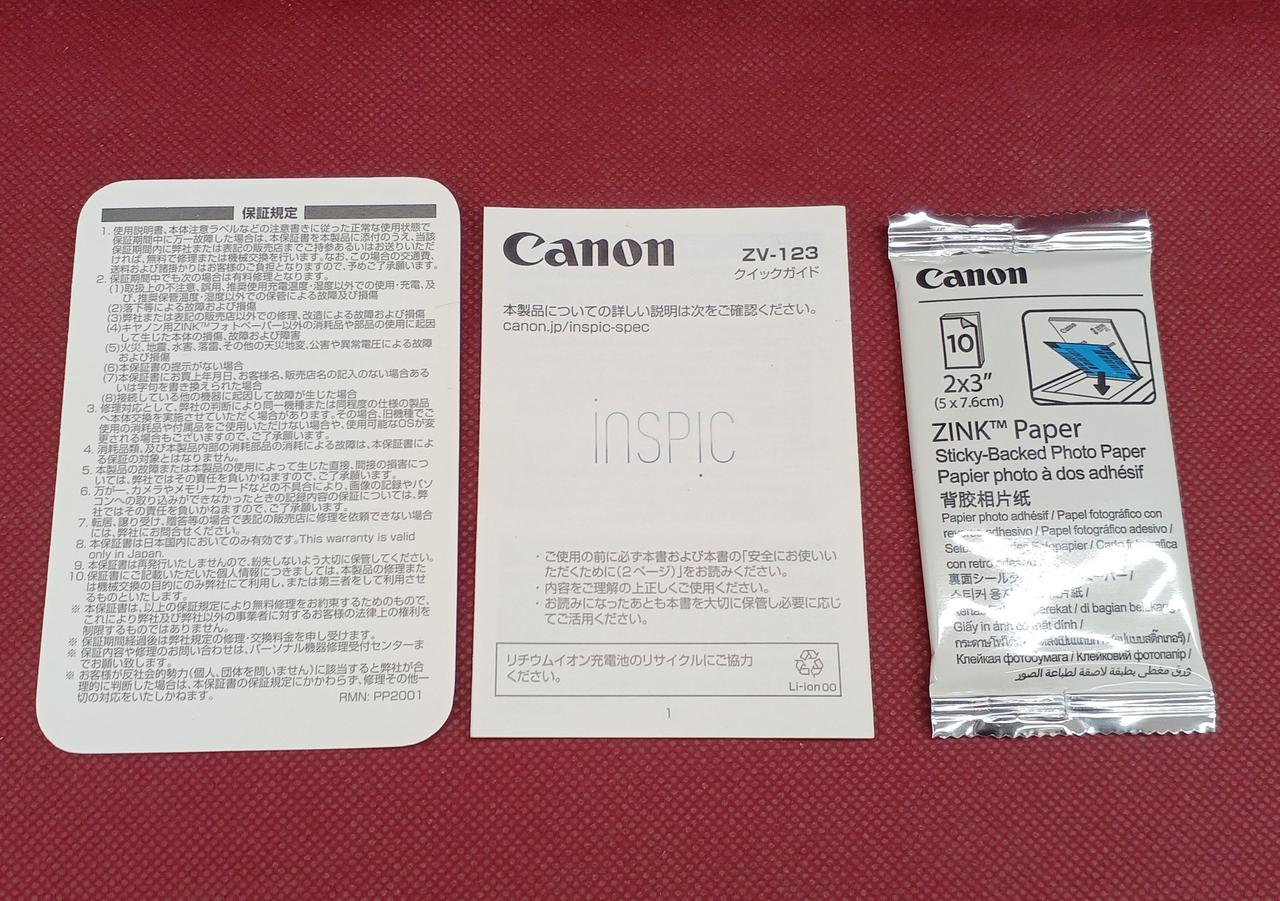 保証規定
1. 使用説明書、本体注意ラベルなどの注意書きに従った正常な使用状態で
保証期間中に万一故障した場合は、本保証書を本製品に添付のうえ、当該
保証期間内に弊社または表記の販売店までご持参あるいはお送りいただ
ければ、無料で修理または機械交換を行います。なお、この場合の交通費、
送料および諸掛かりはお客様のご負担となりますので、予めご了承願います。
2. 保証期間中でも次の場合は有料修理となります。
(1)取扱上の不注意、誤用、推奨使用充電温度・湿度以外での使用・充電、及
び、推奨保管温度・湿度以外での保管による故障及び損傷
(2)落下等による故障および損傷
(3)弊社または表記の販売店以外での修理、改造による故障および損傷
(4)キヤノン用ZINK™フォトペーパー以外の消耗品や部品の使用に起因
して生じた本体の損傷、故障および障害
(5)火災、地震、水害、落雷、その他の天災地変、公害や異常電圧による故障
および損傷
(6)本保証書の提示がない場合
(7)本保証書にお買上年月日、お客様名、販売店名の記入のない場合ある
いは字句を書き換えられた場合
(8)接続している他の機器に起因して故障が生じた場合
3. 修理対応として、弊社の判断により同一機種または同程度の仕様の製品
へ本体交換を実施させていただく場合があります。その場合、旧機種でご
使用の消耗品や付属品をご使用いただけない場合や、使用可能なOSが変
更される場合もございますので、ご了承願います。
4. 消耗品類、及び本製品内部の消耗部品の消耗による故障は、本保証書によ
る保証の対象とはなりません。
5. 本製品の故障または本製品の使用によって生じた直接、間接の損害につ
いては、弊社ではその責任を負いかねますので、ご了承願います。
6. 万が一、カメラやメモリーカードなどの不具合により、画像の記録やパソ
コンへの取り込みができなかったときの記録内容の保証については、弊
社ではその責任を負いかねますので、ご了承願います。
7. 転居、譲り受け、贈答等の場合で表記の販売店に修理を依頼できない場合
には、弊社にお問合せください。
8. 本保証書は日本国内においてのみ有効です。This warranty is valid
only in Japan.
9. 本保証書は再発行いたしませんので、紛失しないよう大切に保管してください。
10.保証書にご記載いただいた個人情報につきましては、本製品の修理また
は機械交換の目的にのみ弊社にて利用し、または第三者をして利用させ
るものといたします。
※ 本保証書は、以上の保証規定により無料修理をお約束するためのもので、
これにより弊社及び弊社以外の事業者に対するお客様の法律上の権利を
制限するものではありません。
※ 保証期間経過後は弊社規定の修理・交換料金を申し受けます。
※ 保証内容や修理のお問い合わせは、パーソナル機器修理受付センターま
でお願い致します。
※ お客様が反社会的勢力(個人、団体を問いません)に該当すると弊社が合
理的に判断した場合は、本保証書の保証規定にかかわらず、修理その他一
切の対応をいたしかねます。
RMN: PP2001
Canon
ZV-123
クイックガイド
本製品についての詳しい説明は次をご確認ください。
canon.jp/inspic-spec
inspic
・ご使用の前に必ず本書および本書の「安全にお使いい
ただくために(2ページ)」をお読みください。
・内容をご理解の上正しくご使用ください。
・お読みになったあとも本書を大切に保管し必要に応じ
てご活用ください。
リチウムイオン充電池のリサイクルにご協力
ください。
Li-ion 00
1
Canon
10
2x3"
(5 x 7.6cm)
ZINK™ Paper
Sticky-Backed Photo Paper
Papier photo à dos adhésif
背胶相片纸
Papier photo adhésif / Papel fotográfico con
reverso adhesivo / Papel fotográfico adesivo /
Fotopapier / Carta fotografica
con retro adesivo
裏面シール
スティカー
perekat / di bagian belakang
Giấy in ảnh có mặt dính /
Клейкая фотобумага / Клейковий фотопапір /
ورق مغطى بطبقة لاصقة لطباعة الصور